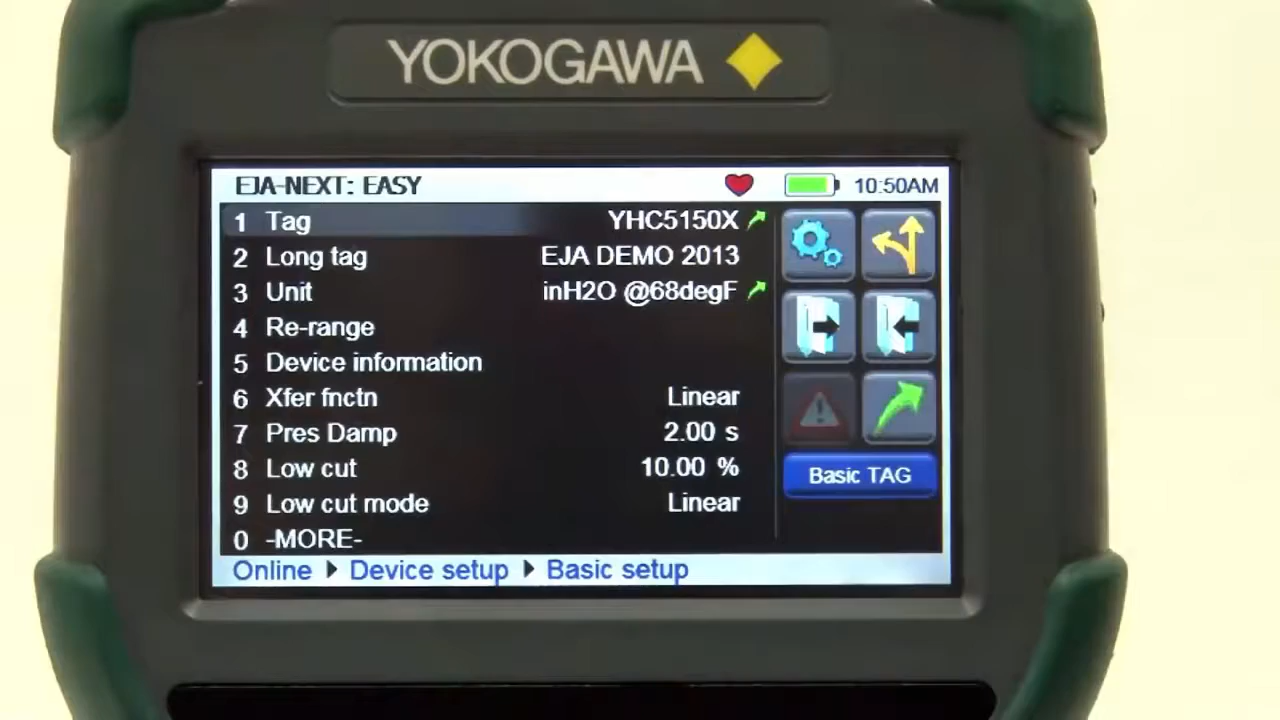 YOKOGAWA
EJA-NEXT: EASY 10:50AM
1 Tag YHC5150X
2 Long tag EJA DEMO 2013
3 Unit inH2O @68degF
4 Re-range
5 Device information
6 Xfer fnctn Linear
7 Pres Damp 2.00 s
8 Low cut 10.00 %
9 Low cut mode Linear
0 -MORE-
Basic TAG
Online Device setup Basic setup